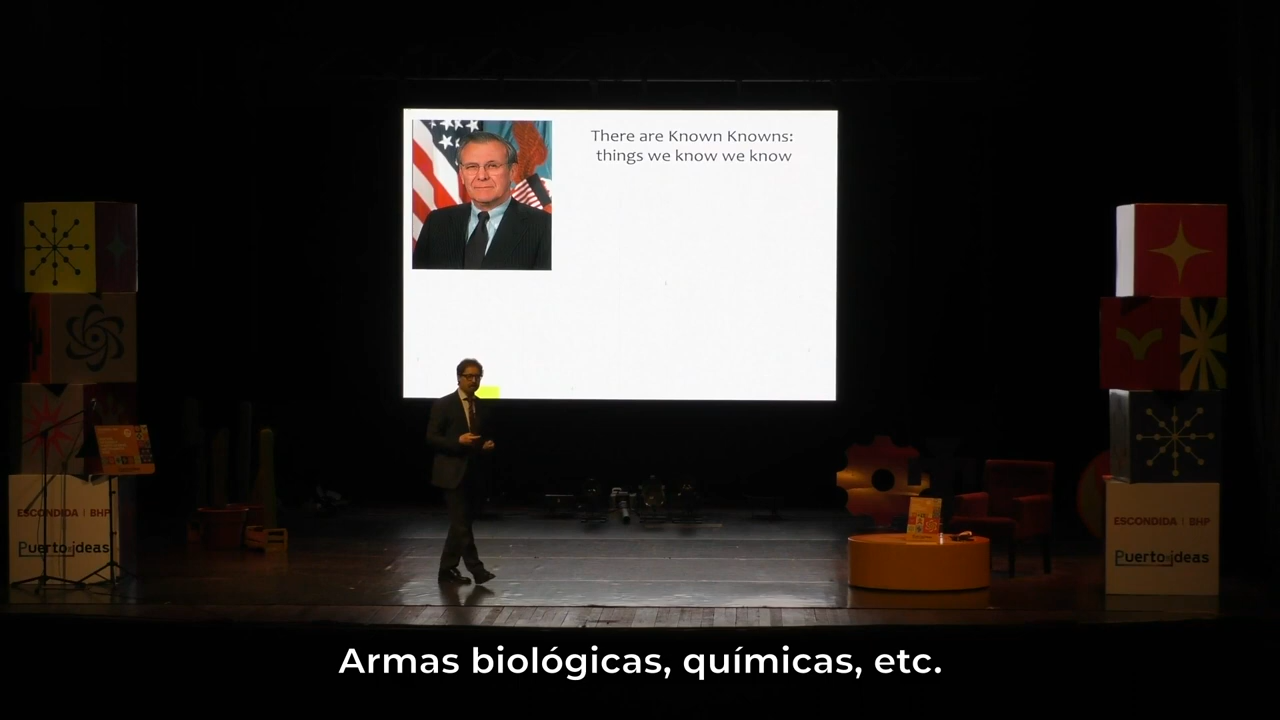 There are Known Knowns:
things we know we know
ESCONDIDA | BHP
Puerto ideas
ESCONDIDA | BHP
Puerto ideas
Armas biológicas, químicas, etc.